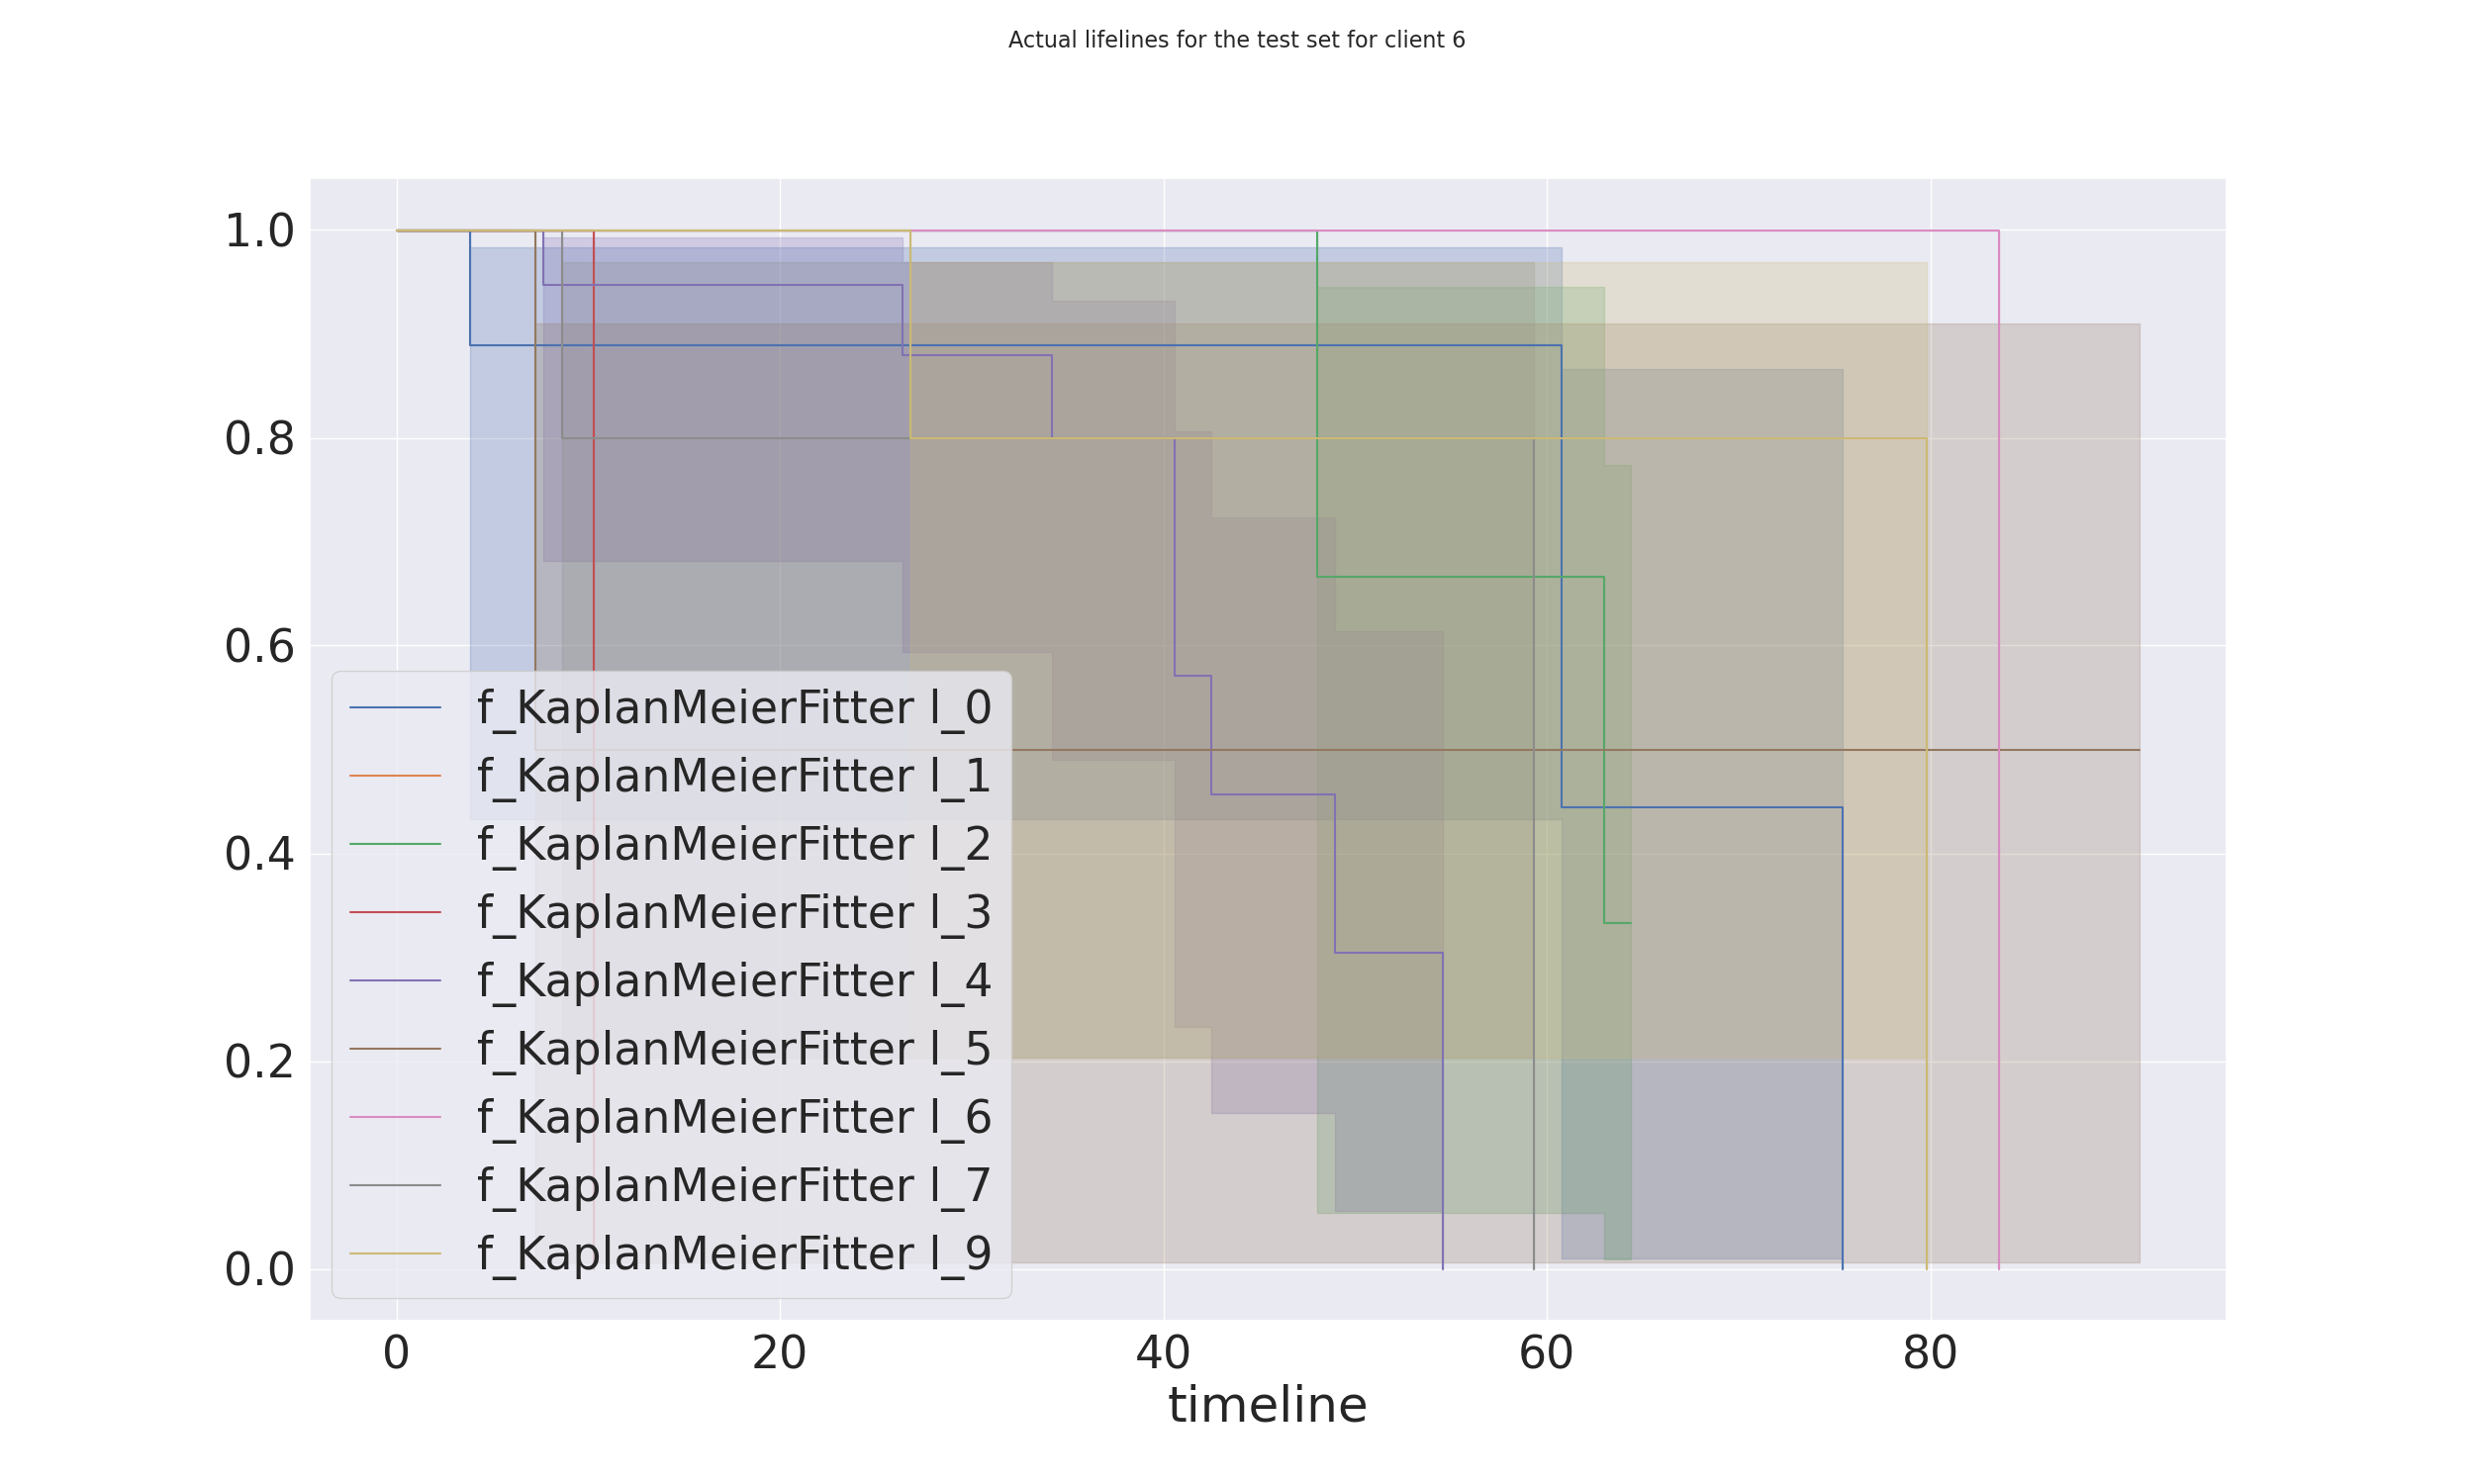 Actual lifelines for the test set for client 6
1.0
0.8
0.6
0.4
0.2
0.0
f_KaplanMeierFitter l_0
f_KaplanMeierFitter l_1
f_KaplanMeierFitter l_2
f_KaplanMeierFitter l_3
f_KaplanMeierFitter l_4
f_KaplanMeierFitter l_5
f_KaplanMeierFitter l_6
f_KaplanMeierFitter l_7
f_KaplanMeierFitter l_9
0 20 40 60 80
timeline